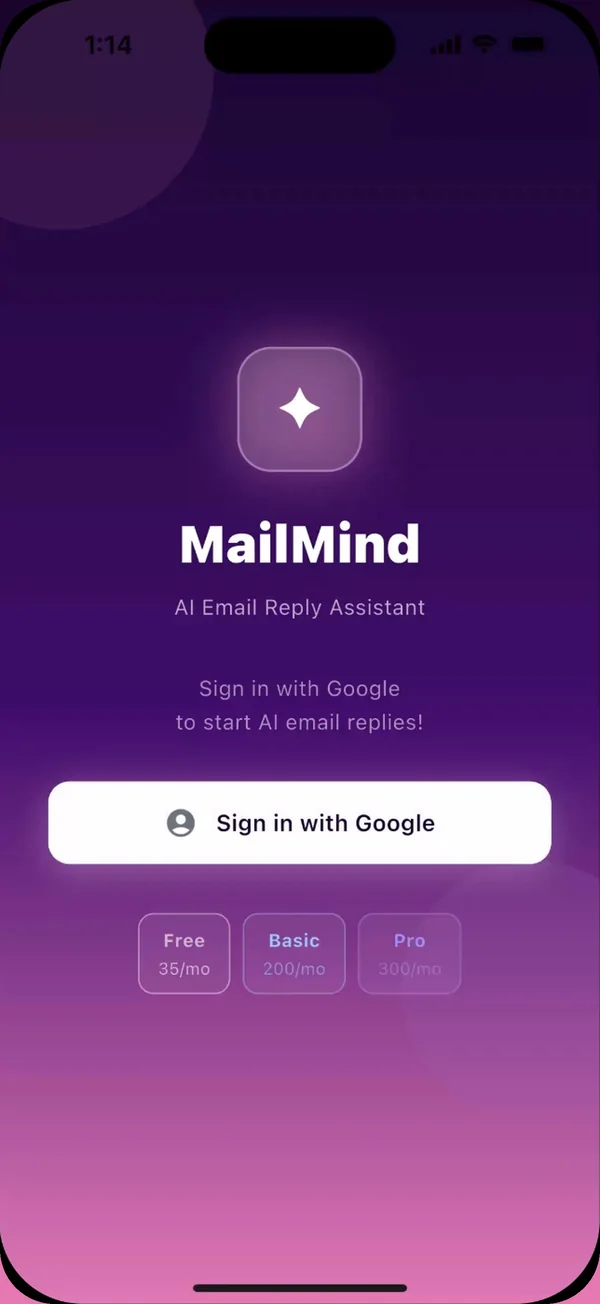 1:14
MailMind
AI Email Reply Assistant
Sign in with Google
to start AI email replies!
Sign in with Google
Free Basic Pro
35/mo 200/mo 300/mo